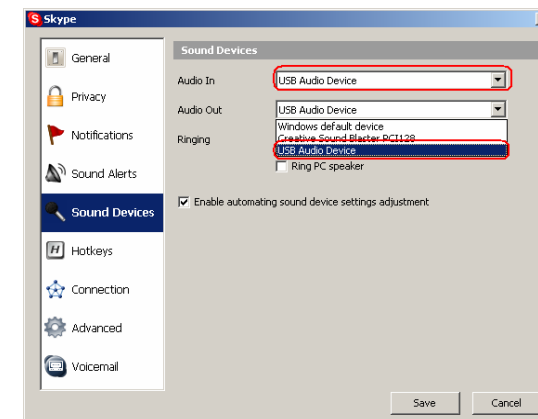 Skype
General
Privacy
Notifications
Sound Alerts
Sound Devices
Hotkeys
Connection
Advanced
Voicemail
Sound Devices
Audio In
USB Audio Device
Audio Out
USB Audio Device
Windows default device
Creative Sound Blaster PCI128
USB Audio Device
Ringing
Ring PC speaker
Enable automating sound device settings adjustment
Save
Cancel